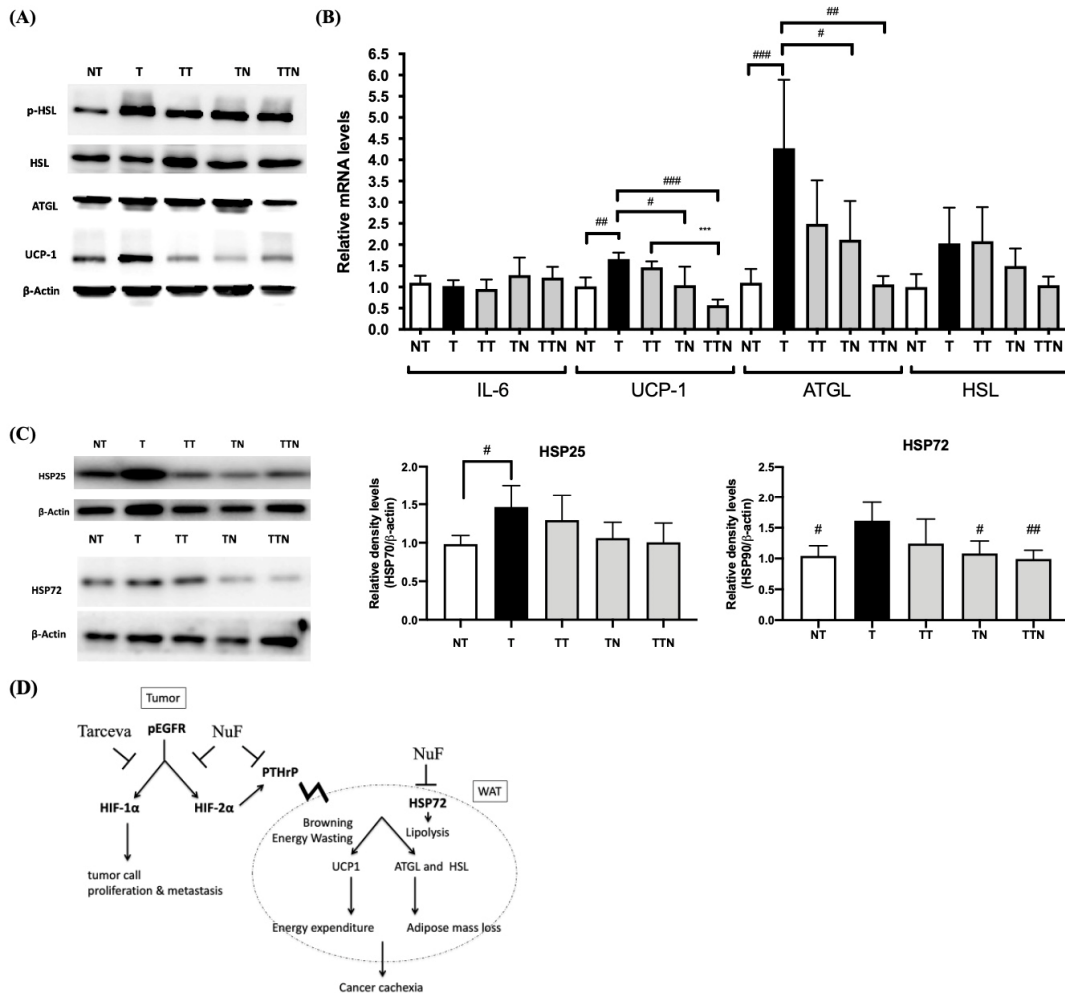 (A)
NT T TT TN TTN
p-HSL
HSL
ATGL
UCP-1
β-Actin
(B)
Relative mRNA levels
6.5
6.0
5.5
5.0
4.5
4.0
3.5
3.0
2.5
2.0
1.5
1.0
0.5
0.0
##
#
###
###
#
##
***
NT T TT TN TTN NT T TT TN TTN NT T TT TN TTN NT T TT TN TTN
IL-6 UCP-1 ATGL HSL
(C)
NT T TT TN TTN
HSP25
β-Actin
NT T TT TN TTN
HSP72
β-Actin
HSP25
Relative density levels
(HSP70/β-actin)
2.0
1.5
1.0
0.5
0.0
#
NT T TT TN TTN
HSP72
Relative density levels
(HSP90/β-actin)
2.5
2.0
1.5
1.0
0.5
0.0
# # ##
NT T TT TN TTN
(D)
Tumor
Tarceva pEGFR NuF
PTHrP
HIF-1α HIF-2α
tumor call
proliferation & metastasis
NuF
WAT
HSP72
Lipolysis
Browning
Energy Wasting
UCP1 ATGL and HSL
Energy expenditure Adipose mass loss
Cancer cachexia